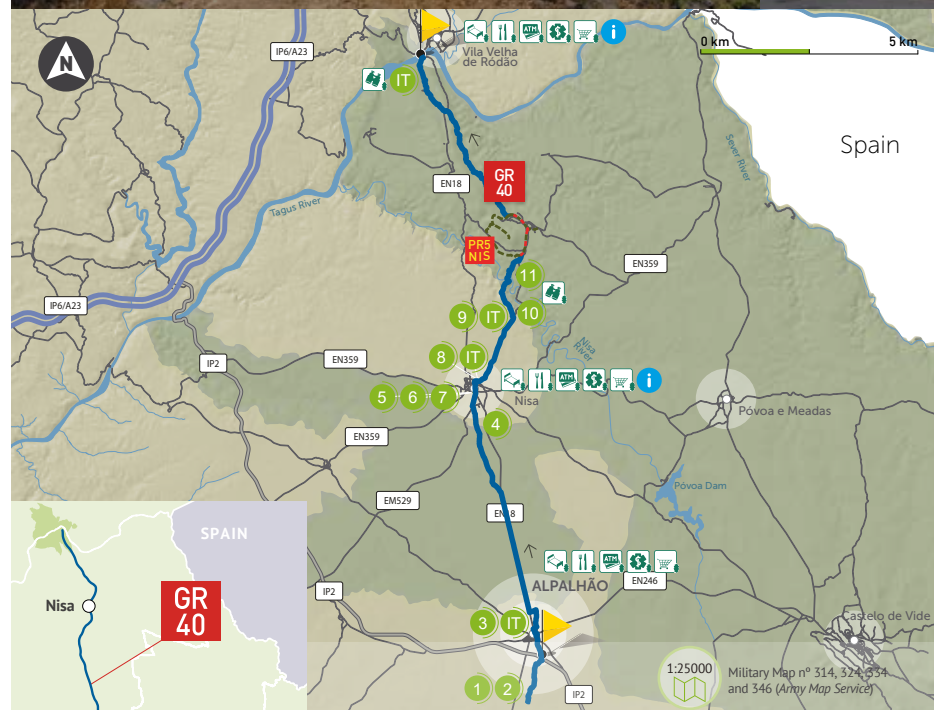 N
IP6/A23
ATM
i
Vila Velha
de Ródão
0 km
5 km
IT
Spain
Sever River
EN18
GR
40
Tagus River
PR5
NIS
EN359
11
IP6/A23
9
IT
10
Nisa
River
IP2
EN359
8
IT
ATM
i
5
6
7
Nisa
4
Póvoa e Meadas
EN359
EM529
Póvoa Dam
EN18
SPAIN
ATM
ALPALHÃO
EN246
IP2
Nisa
GR
40
3
IT
Castelo de Vide
1:25000
Military Map nº 314, 324, 334
and 346 (Army Map Service)
1
2
IP2